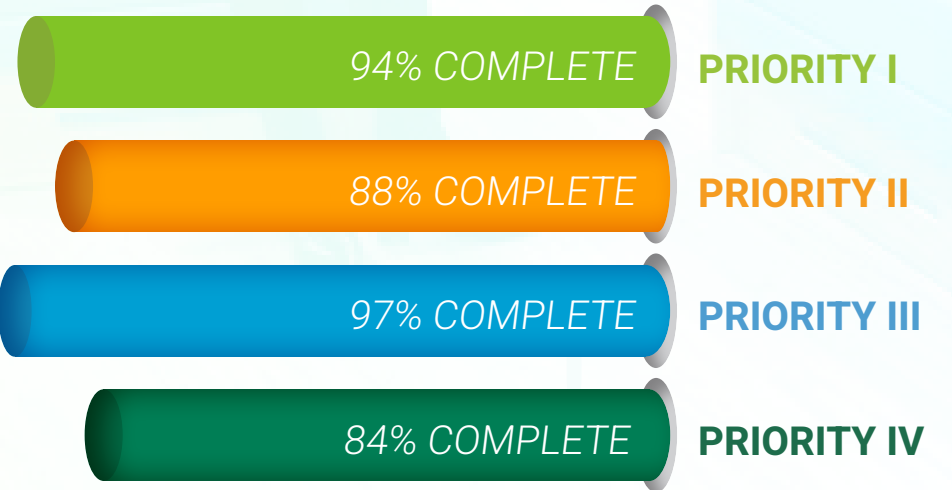 94% COMPLETE PRIORITY I
88% COMPLETE PRIORITY II
97% COMPLETE PRIORITY III
84% COMPLETE PRIORITY IV